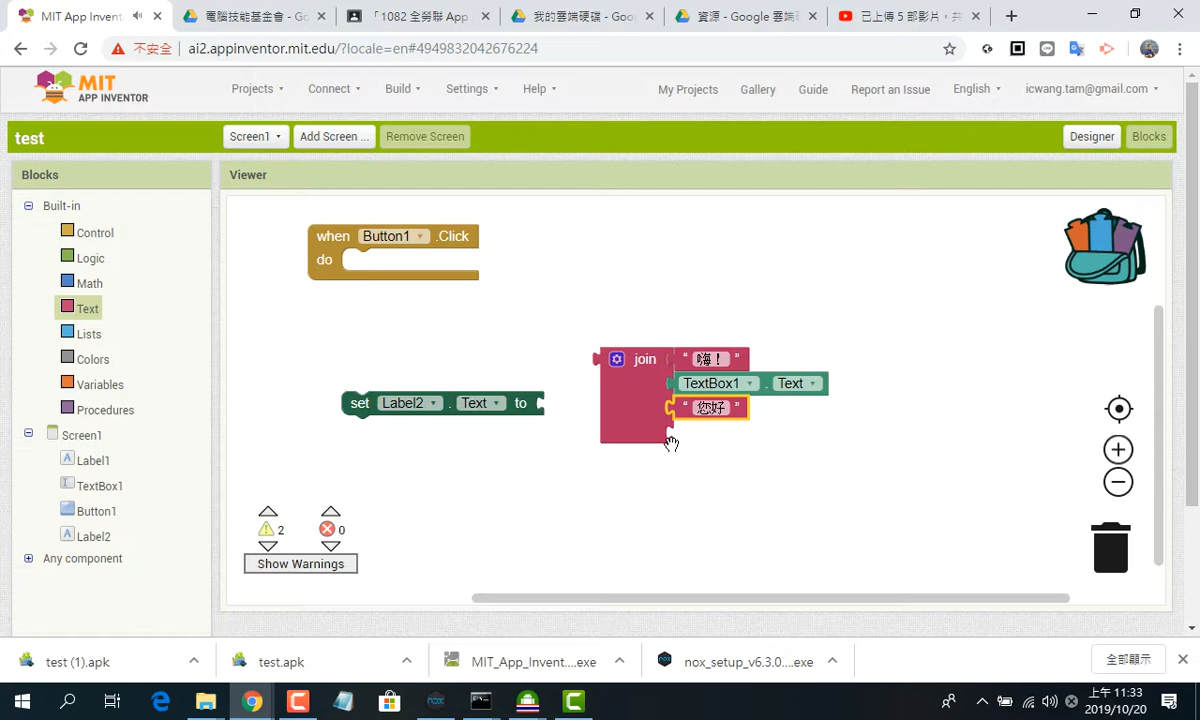 MIT App Invent
電腦技能基金會 - Go
「1082 全勞聯 App
我的雲端硬碟 - Goo
資源 - Google 雲端硬
已上傳 5 部影片，共
不安全
ai2.appinventor.mit.edu/?locale=en#4949832042676224
MIT
APP INVENTOR
Projects
Connect
Build
Settings
Help
My Projects
Gallery
Guide
Report an Issue
English
icwang.tam@gmail.com
test
Screen1
Add Screen ...
Remove Screen
Designer
Blocks
Blocks
Viewer
Built-in
Control
Logic
Math
Text
Lists
Colors
Variables
Procedures
Screen1
Label1
TextBox1
Button1
Label2
Any component
when Button1 .Click
do
join “ 嗨！ ”
TextBox1 . Text
“ 您好 ”
set Label2 . Text to
2
0
Show Warnings
test (1).apk
test.apk
MIT_App_Invent....exe
nox_setup_v6.3.0....exe
全部顯示
nox
上午 11:33
2019/10/20